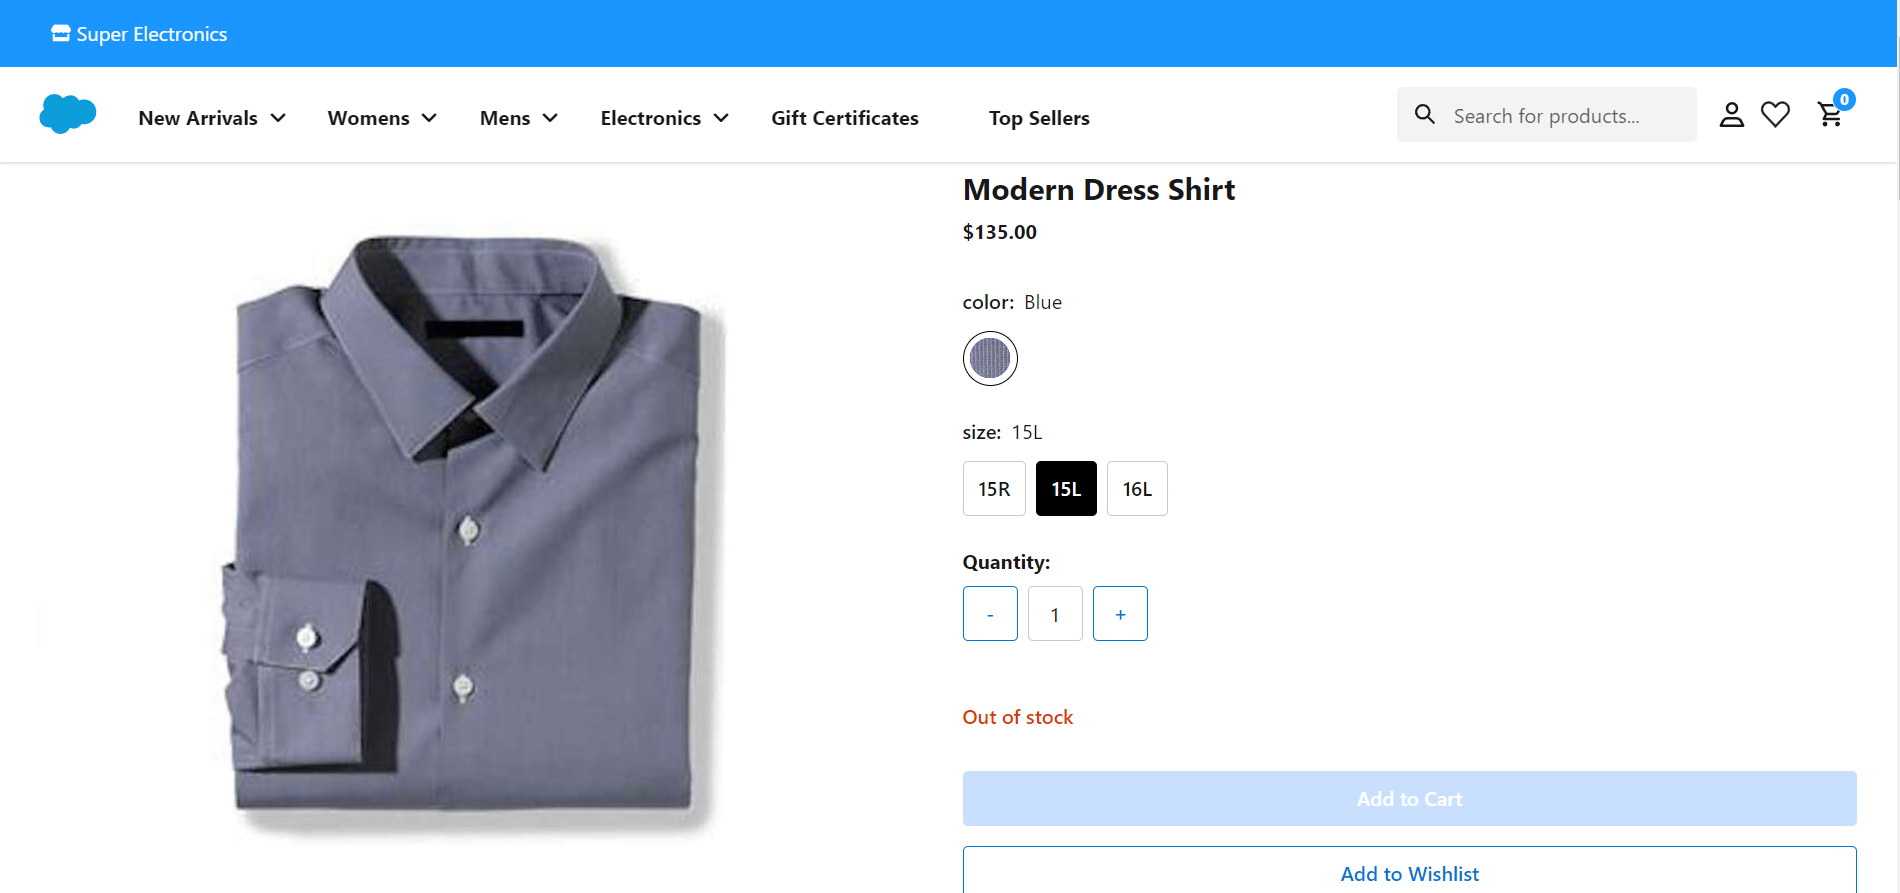 Super Electronics
New Arrivals Womens Mens Electronics Gift Certificates Top Sellers Search for products... 0
Modern Dress Shirt
$135.00
color: Blue
size: 15L
15R 15L 16L
Quantity:
- 1 +
Out of stock
Add to Cart
Add to Wishlist